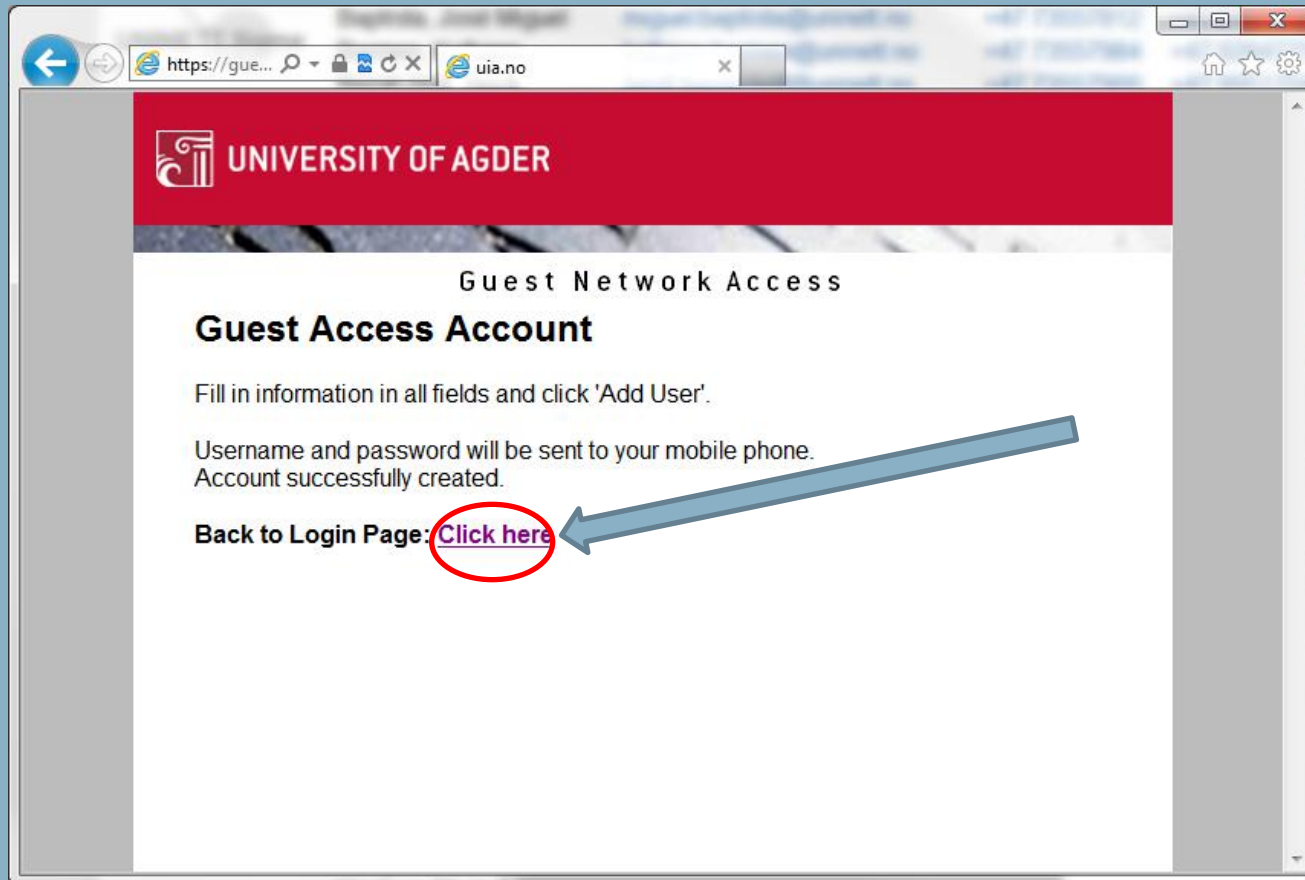 https://gue...
uia.no
UNIVERSITY OF AGDER
Guest Network Access
Guest Access Account
Fill in information in all fields and click 'Add User'.
Username and password will be sent to your mobile phone.
Account successfully created.
Back to Login Page: Click here